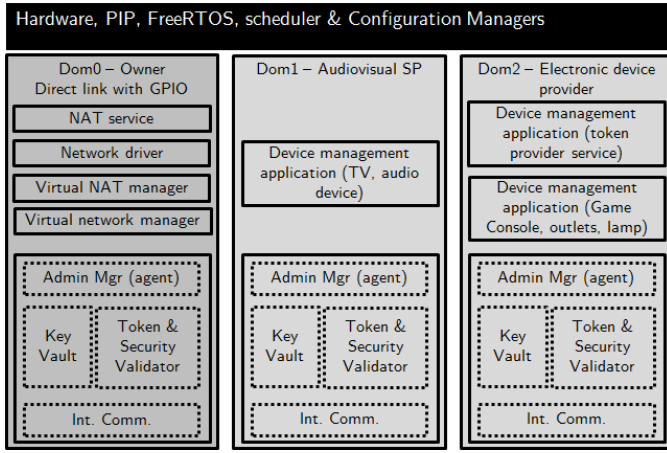 Hardware, PIP, FreeRTOS, scheduler & Configuration Managers
Dom0 – Owner
Direct link with GPIO
NAT service
Network driver
Virtual NAT manager
Virtual network manager
Admin Mgr (agent)
Key
Vault
Token &
Security
Validator
Int. Comm.
Dom1 – Audiovisual SP
Device management
application (TV, audio
device)
Admin Mgr (agent)
Key
Vault
Token &
Security
Validator
Int. Comm.
Dom2 – Electronic device
provider
Device management
application (token
provider service)
Device management
application (Game
Console, outlets, lamp)
Admin Mgr (agent)
Key
Vault
Token &
Security
Validator
Int. Comm.